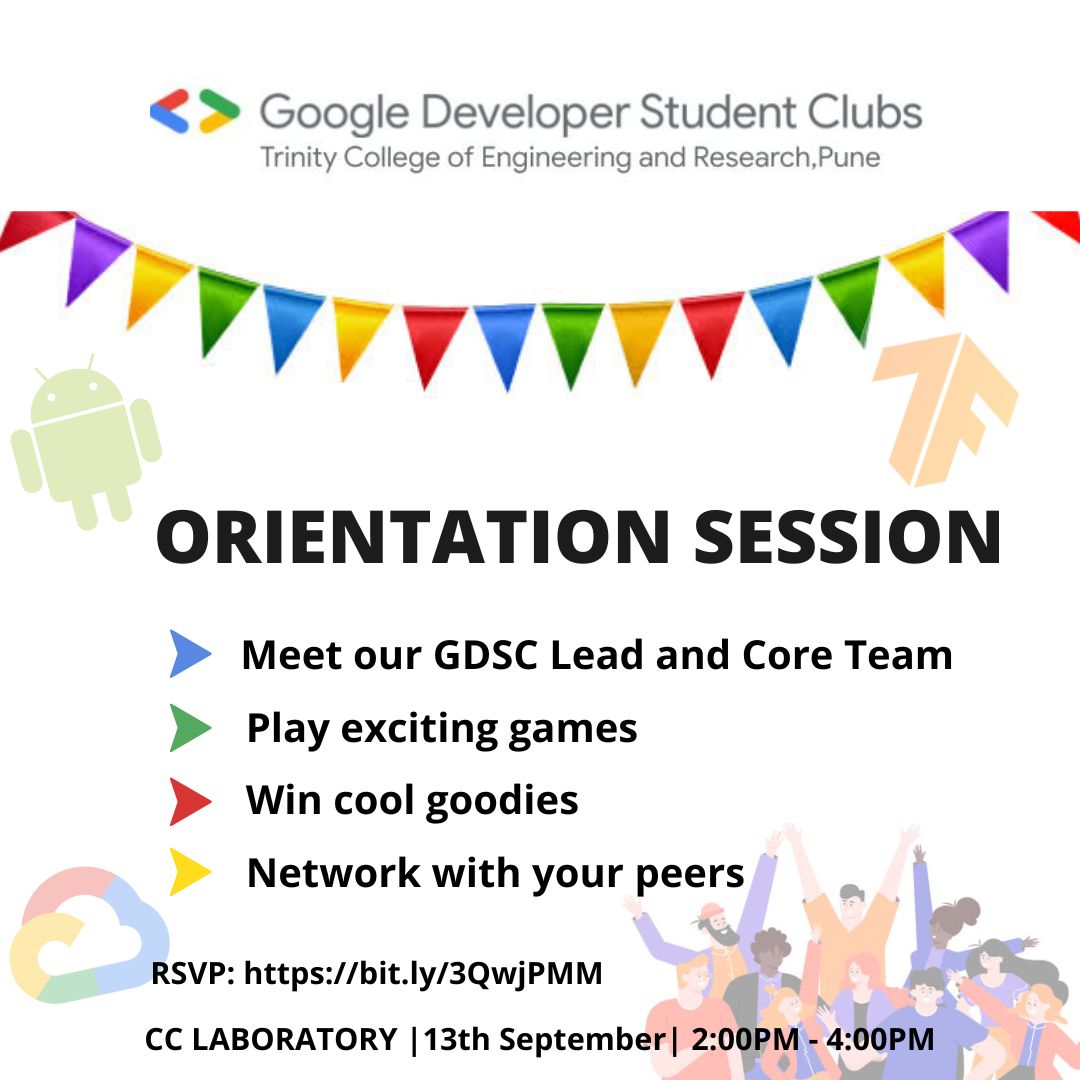 Google Developer Student Clubs
Trinity College of Engineering and Research,Pune
ORIENTATION SESSION
Meet our GDSC Lead and Core Team
Play exciting games
Win cool goodies
Network with your peers
RSVP: https://bit.ly/3QwjPMM
CC LABORATORY |13th September| 2:00PM - 4:00PM